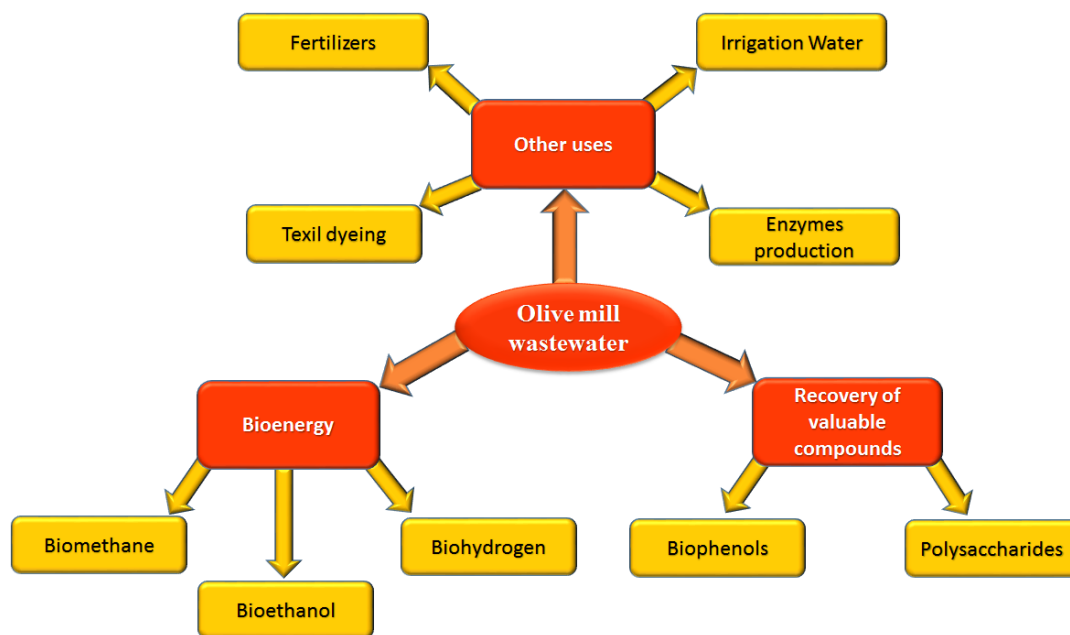 Fertilizers
Irrigation Water
Other uses
Texil dyeing
Enzymes
production
Olive mill
wastewater
Bioenergy
Recovery of
valuable
compounds
Biomethane
Bioethanol
Biohydrogen
Biophenols
Polysaccharides